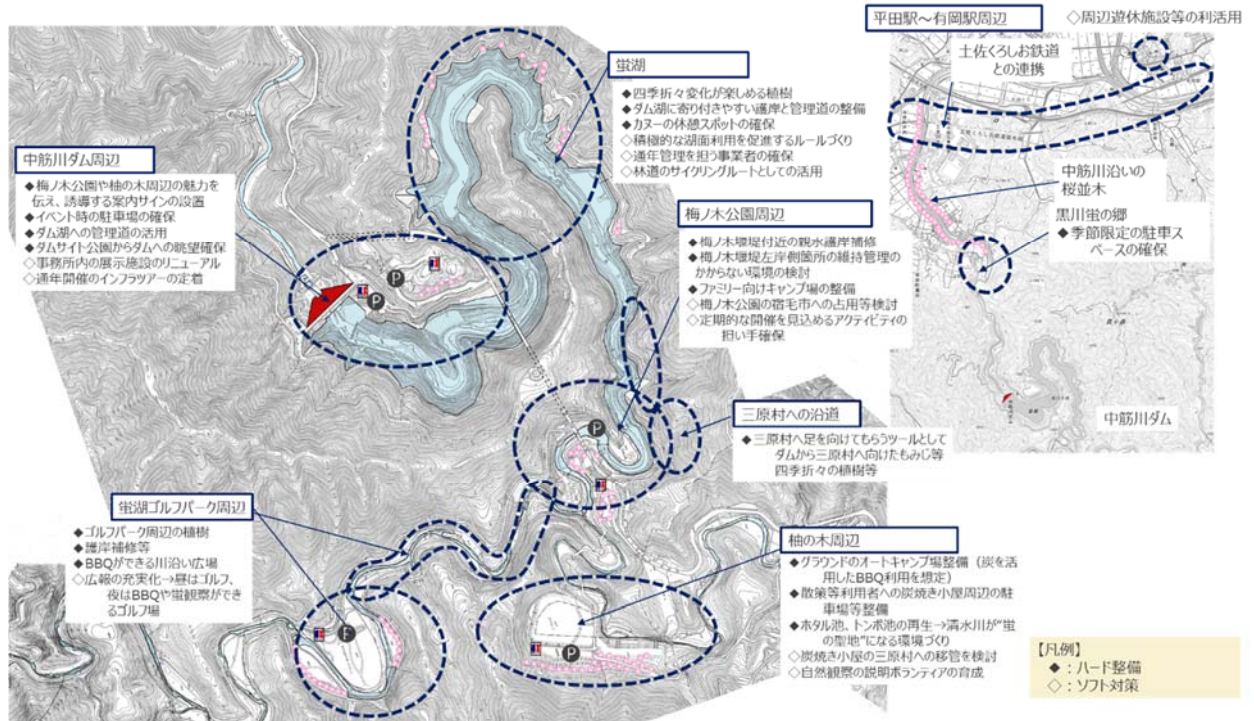 平田駅～有岡駅周辺
◇周辺遊休施設等の利活用
土佐くろしお鉄道
との連携
中筋川沿いの
桜並木
黒川蛍の郷
◆季節限定の駐車ス
ペースの確保
中筋川ダム
蛍湖
◆四季折々変化が楽しめる植樹
◆ダム湖に寄り付きやすい護岸と管理道の整備
◆カヌーの休憩スポットの確保
◇積極的な湖面利用を促進するルールづくり
◇通年管理を担う事業者の確保
◇林道のサイクリングルートとしての活用
中筋川ダム周辺
◆梅ノ木公園や柚の木周辺の魅力を
伝え、誘導する案内サインの設置
◆イベント時の駐車場の確保
◆ダム湖への管理道の活用
◆ダムサイト公園からダムへの眺望確保
◇事務所内の展示施設のリニューアル
◇通年開催のインフラツアーの定着
P
P
梅ノ木公園周辺
◆梅ノ木堰堤付近の親水護岸補修
◆梅ノ木堰堤左岸側箇所の維持管理の
かからない環境の検討
◆ファミリー向けキャンプ場の整備
◇梅ノ木公園の宿毛市への占用等検討
◇定期的な開催を見込めるアクティビティの
担い手確保
P
三原村への沿道
◆三原村へ足を向けてもらうツールとして
ダムから三原村へ向けたもみじ等
四季折々の植樹等
蛍湖ゴルフパーク周辺
◆ゴルフパーク周辺の植樹
◆護岸補修等
◆BBQができる川沿い広場
◇広報の充実化→昼はゴルフ、
夜はBBQや蛍観察ができ
るゴルフ場
柚の木周辺
◆グラウンドのオートキャンプ場整備（炭を活
用したBBQ利用を想定）
◆散策等利用者への炭焼き小屋周辺の駐
車場等整備
◆ホタル池、トンボ池の再生→清水川が“蛍
の聖地”になる環境づくり
◇炭焼き小屋の三原村への移管を検討
◇自然観察の説明ボランティアの育成
P
【凡例】
◆：ハード整備
◇：ソフト対策